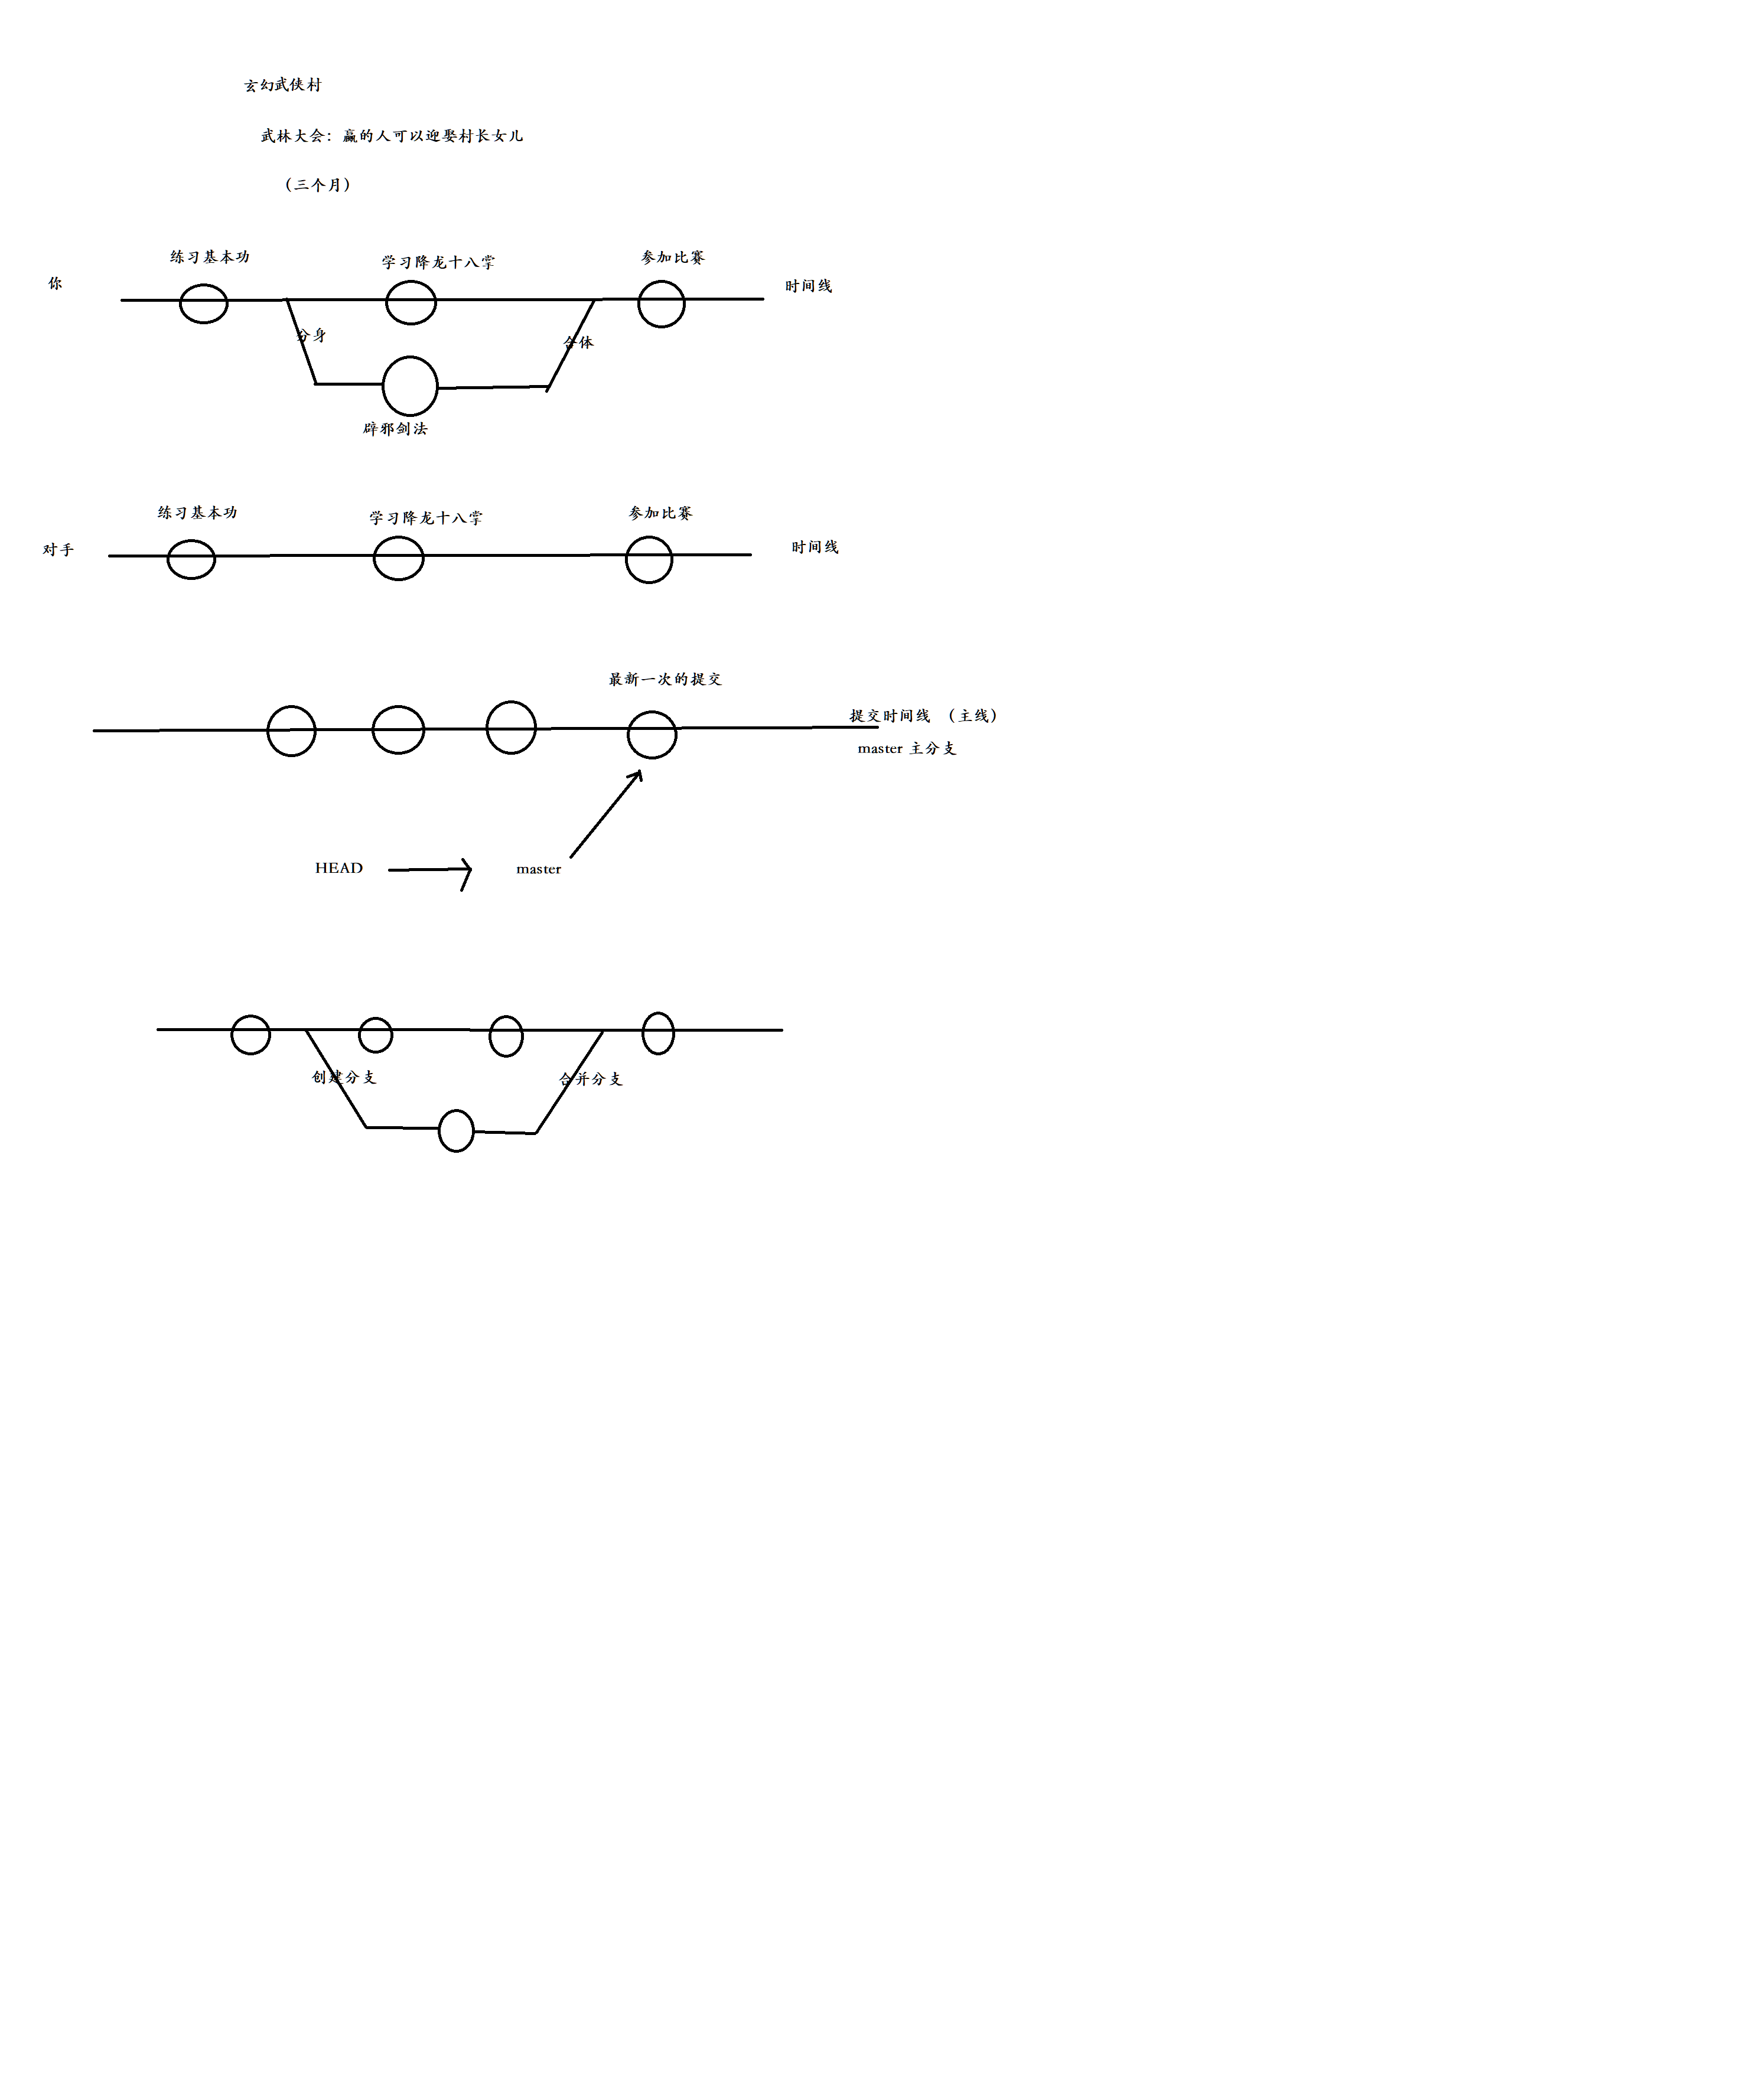 玄幻武侠村
武林大会：赢的人可以迎娶村长女儿
（三个月）
练习基本功
学习降龙十八掌
参加比赛
你
时间线
分身
合体
辟邪剑法
练习基本功
学习降龙十八掌
参加比赛
对手
时间线
最新一次的提交
提交时间线 （主线）
master 主分支
HEAD
master
创建分支
合并分支